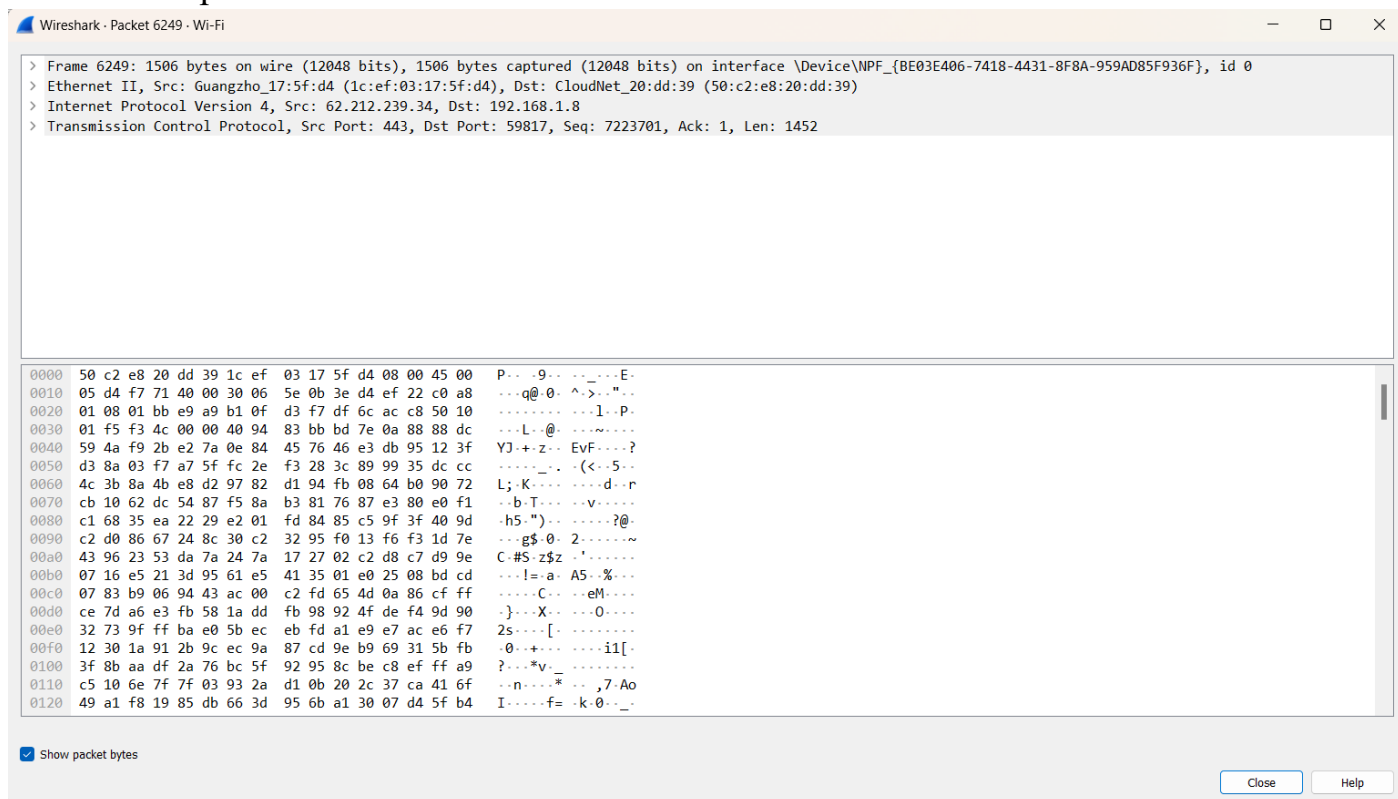 Wireshark · Packet 6249 · Wi-Fi
> Frame 6249: 1506 bytes on wire (12048 bits), 1506 bytes captured (12048 bits) on interface \Device\NPF_{BE03E406-7418-4431-8F8A-959AD85F936F}, id 0
> Ethernet II, Src: Guangzho_17:5f:d4 (1c:ef:03:17:5f:d4), Dst: CloudNet_20:dd:39 (50:c2:e8:20:dd:39)
> Internet Protocol Version 4, Src: 62.212.239.34, Dst: 192.168.1.8
> Transmission Control Protocol, Src Port: 443, Dst Port: 59817, Seq: 7223701, Ack: 1, Len: 1452
0000 50 c2 e8 20 dd 39 1c ef 03 17 5f d4 08 00 45 00 P·· ·9·· ··_···E·
0010 05 d4 f7 71 40 00 30 06 5e 0b 3e d4 ef 22 c0 a8 ···q@·0· ^·>··"··
0020 01 08 01 bb e9 a9 b1 0f d3 f7 df 6c ac c8 50 10 ········ ···l··P·
0030 01 f5 f3 4c 00 00 40 94 83 bb bd 7e 0a 88 88 dc ···L··@· ···~····
0040 59 4a f9 2b e2 7a 0e 84 45 76 46 e3 db 95 12 3f YJ·+·z·· EvF····?
0050 d3 8a 03 f7 a7 5f fc 2e f3 28 3c 89 99 35 dc cc ·····_·. ·(<··5··
0060 4c 3b 8a 4b e8 d2 97 82 d1 94 fb 08 64 b0 90 72 L;·K···· ····d··r
0070 cb 10 62 dc 54 87 f5 8a b3 81 76 87 e3 80 e0 f1 ··b·T··· ··v·····
0080 c1 68 35 ea 22 29 e2 01 fd 84 85 c5 9f 3f 40 9d ·h5·")·· ·····?@·
0090 c2 d0 86 67 24 8c 30 c2 32 95 f0 13 f6 f3 1d 7e ···g$·0· 2······~
00a0 43 96 23 53 da 7a 24 7a 17 27 02 c2 d8 c7 d9 9e C·#S·z$z ·'······
00b0 07 16 e5 21 3d 95 61 e5 41 35 01 e0 25 08 bd cd ···!=·a· A5··%···
00c0 07 83 b9 06 94 43 ac 00 c2 fd 65 4d 0a 86 cf ff ·····C·· ··eM····
00d0 ce 7d a6 e3 fb 58 1a dd fb 98 92 4f de f4 9d 90 ·}···X·· ···O····
00e0 32 73 9f ff ba e0 5b ec eb fd a1 e9 e7 ac e6 f7 2s····[· ········
00f0 12 30 1a 91 2b 9c ec 9a 87 cd 9e b9 69 31 5b fb ·0··+··· ····i1[·
0100 3f 8b aa df 2a 76 bc 5f 92 95 8c be c8 ef ff a9 ?···*v·_ ········
0110 c5 10 6e 7f 7f 03 93 2a d1 0b 20 2c 37 ca 41 6f ··n····* ·· ,7·Ao
0120 49 a1 f8 19 85 db 66 3d 95 6b a1 30 07 d4 5f b4 I·····f= ·k·0··_·
Show packet bytes
Close Help